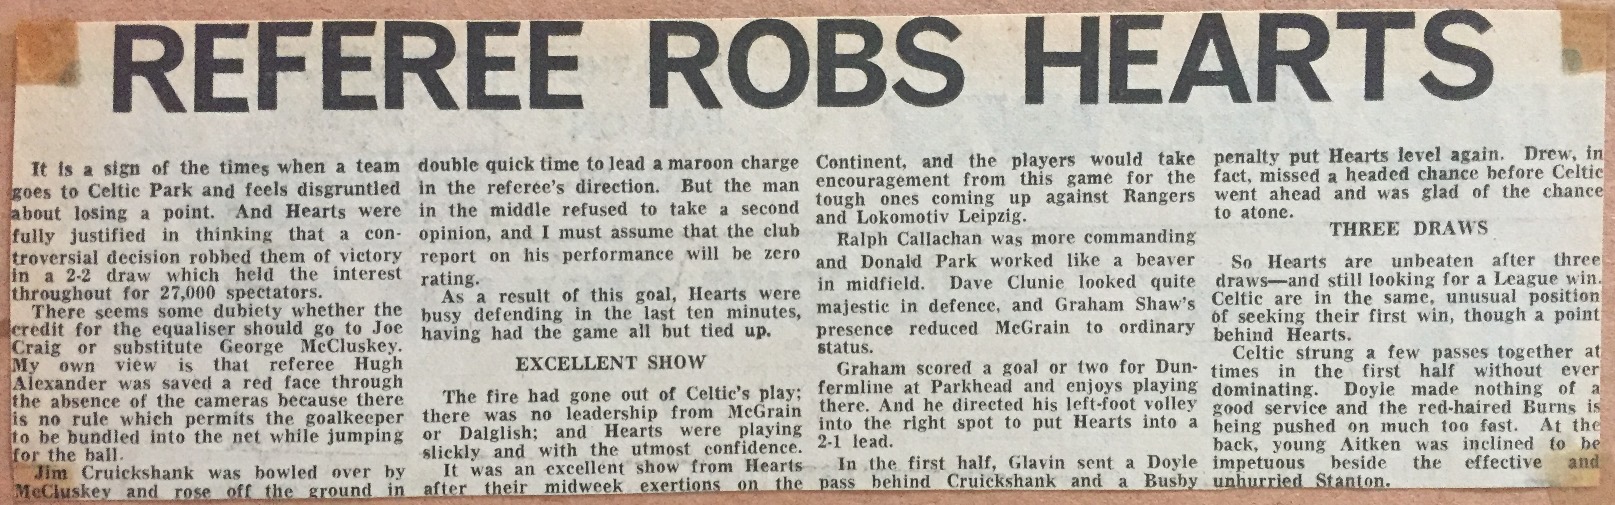 REFEREE ROBS HEARTS
It is a sign of the times when a team
goes to Celtic Park and feels disgruntled
about losing a point. And Hearts were
fully justified in thinking that a con-
troversial decision robbed them of victory
in a 2-2 draw which held the interest
throughout for 27,000 spectators.
There seems some dubiety whether the
credit for the equaliser should go to Joe
Craig or substitute George McCluskey.
My own view is that referee Hugh
Alexander was saved a red face through
the absence of the cameras because there
is no rule which permits the goalkeeper
to be bundled into the net while jumping
for the ball.
Jim Cruickshank was bowled over by
McCluskey and rose off the ground in
double quick time to lead a maroon charge
in the referee's direction. But the man
in the middle refused to take a second
opinion, and I must assume that the club
report on his performance will be zero
rating.
As a result of this goal, Hearts were
busy defending in the last ten minutes,
having had the game all but tied up.
EXCELLENT SHOW
The fire had gone out of Celtic's play;
there was no leadership from McGrain
or Dalglish; and Hearts were playing
slickly and with the utmost confidence.
It was an excellent show from Hearts
after their midweek exertions on the
Continent, and the players would take
encouragement from this game for the
tough ones coming up against Rangers
and Lokomotiv Leipzig.
Ralph Callachan was more commanding
and Donald Park worked like a beaver
in midfield. Dave Clunie looked quite
majestic in defence, and Graham Shaw's
presence reduced McGrain to ordinary
status.
Graham scored a goal or two for Dun-
fermline at Parkhead and enjoys playing
there. And he directed his left-foot volley
into the right spot to put Hearts into a
2-1 lead.
In the first half, Glavin sent a Doyle
pass behind Cruickshank and a Busby
penalty put Hearts level again. Drew, in
fact, missed a headed chance before Celtic
went ahead and was glad of the chance
to atone.
THREE DRAWS
So Hearts are unbeaten after three
draws—and still looking for a League win.
Celtic are in the same, unusual position
of seeking their first win, though a point
behind Hearts.
Celtic strung a few passes together at
times in the first half without ever
dominating. Doyle made nothing of a
good service and the red-haired Burns is
being pushed on much too fast. At the
back, young Aitken was inclined to be
impetuous beside the effective and
unhurried Stanton.